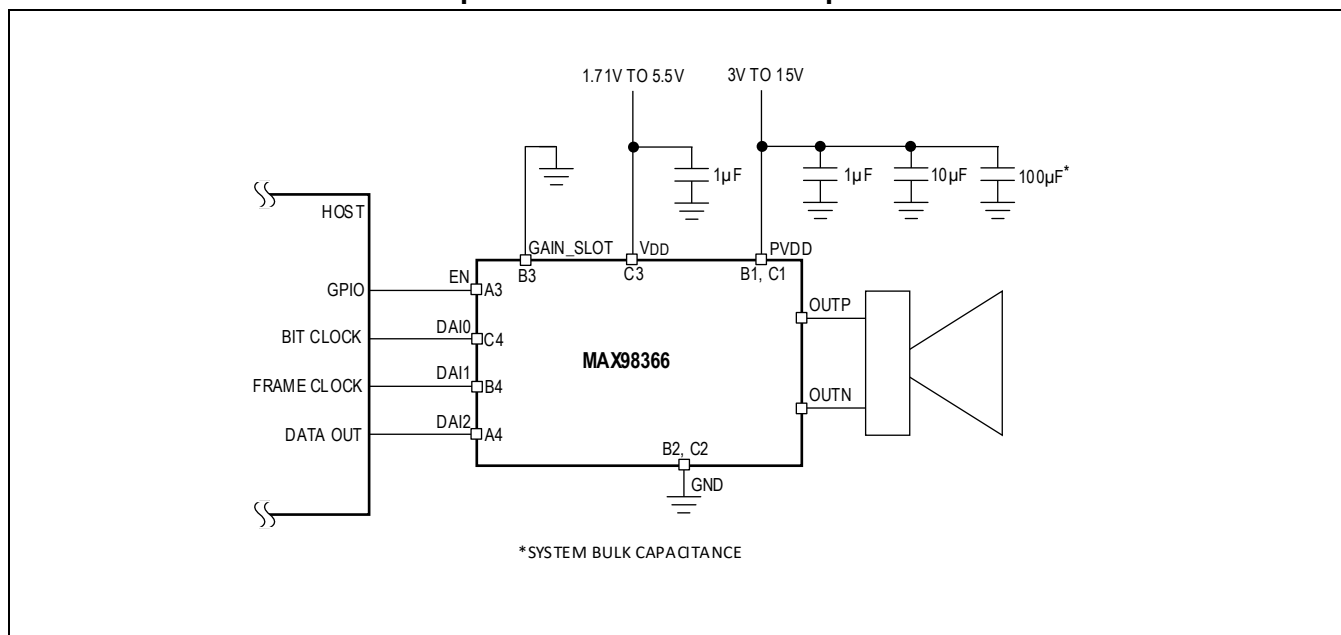 1.71V TO 5.5V
3V TO 15V
1µF
1µF
10µF
100µF*
HOST
GAIN_SLOT
VDD
PVDD
B3
C3
B1, C1
GPIO
EN
A3
OUTP
BIT CLOCK
DAI0
C4
MAX98366
FRAME CLOCK
DAI1
B4
OUTN
DATA OUT
DAI2
A4
B2, C2
GND
*SYSTEM BULK CAPACITANCE